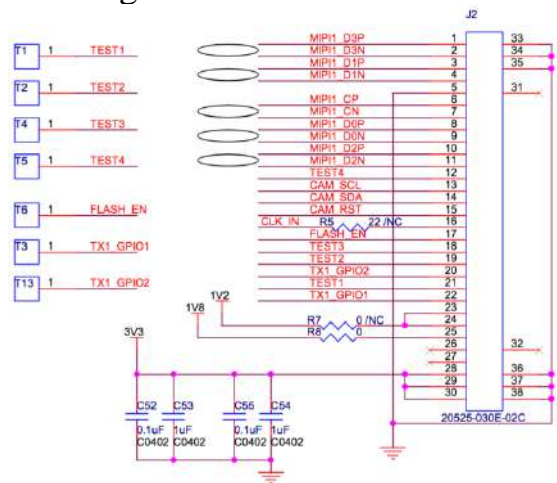 J2
T1 1 TEST1
T2 1 TEST2
T4 1 TEST3
T5 1 TEST4
T6 1 FLASH_EN
T3 1 TX1_GPIO1
T13 1 TX1_GPIO2
MIPI1_D3P 1 33
MIPI1_D3N 2 34
MIPI1_D1P 3 35
MIPI1_D1N 4
5 31
MIPI1_CP 6
MIPI1_CN 7
MIPI1_D0P 8
MIPI1_D0N 9
MIPI1_D2P 10
MIPI1_D2N 11
TEST4 12
CAM_SCL 13
CAM_SDA 14
CAM_RST 15
CLK_IN R5 22 /NC 16
FLASH_EN 17
TEST3 18
TEST2 19
TX1_GPIO2 20
TEST1 21
TX1_GPIO1 22
1V2 23
1V8 R7 0 /NC 24
R8 0 25
3V3 26 32
27
28 36
29 37
30 38
20525-030E-02C
C52 C53 C55 C54
0.1uF 1uF 0.1uF 1uF
C0402 C0402 C0402 C0402